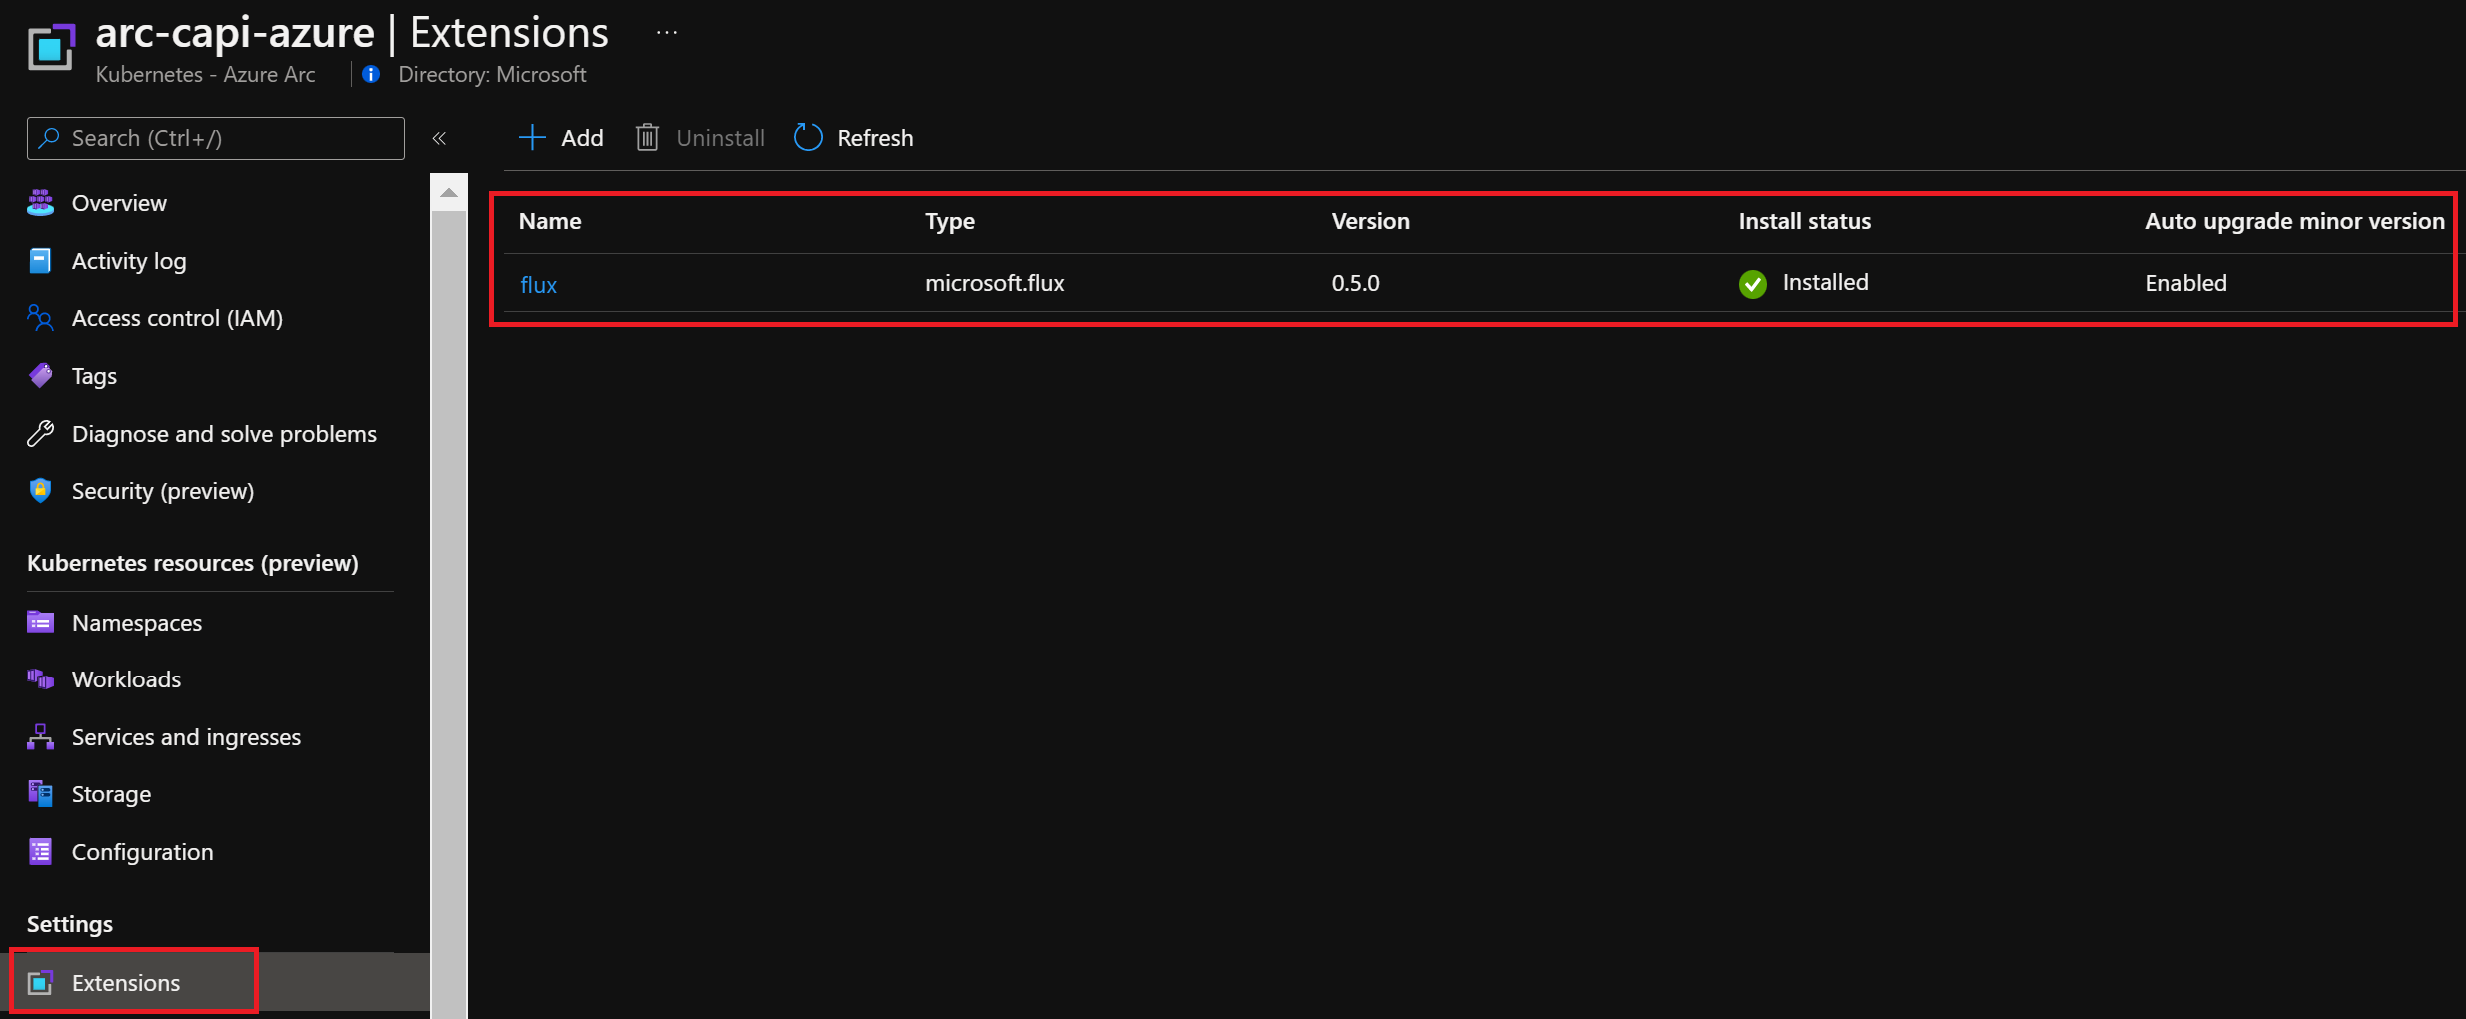 arc-capi-azure | Extensions ...
Kubernetes - Azure Arc | Directory: Microsoft
Search (Ctrl+/)
«
Add
Uninstall
Refresh
Overview
Activity log
Access control (IAM)
Tags
Diagnose and solve problems
Security (preview)
Kubernetes resources (preview)
Namespaces
Workloads
Services and ingresses
Storage
Configuration
Settings
Extensions
Name Type Version Install status Auto upgrade minor version
flux microsoft.flux 0.5.0 Installed Enabled